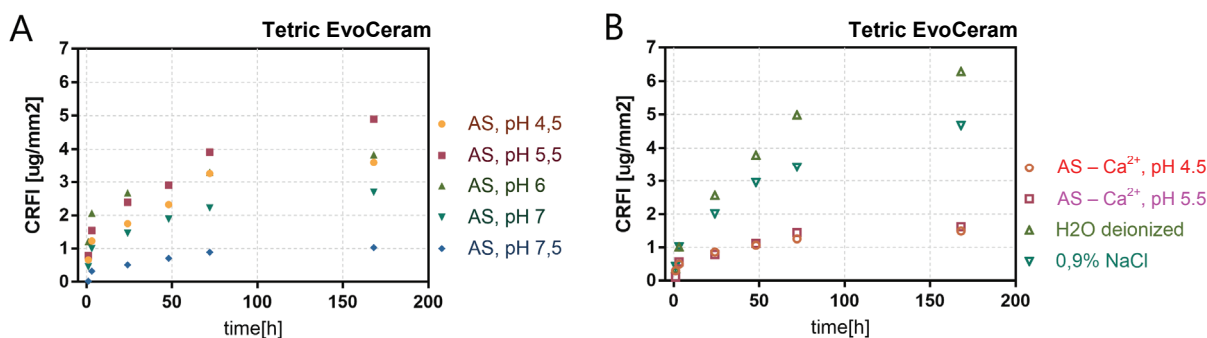 A
Tetric EvoCeram
7
6
5
4
3
2
1
0
CRFI [ug/mm2]
0
50
100
150
200
time[h]
AS, pH 4,5
AS, pH 5,5
AS, pH 6
AS, pH 7
AS, pH 7,5
B
Tetric EvoCeram
7
6
5
4
3
2
1
0
CRFI [ug/mm2]
0
50
100
150
200
time[h]
AS – Ca²⁺, pH 4.5
AS – Ca²⁺, pH 5.5
H2O deionized
0,9% NaCl